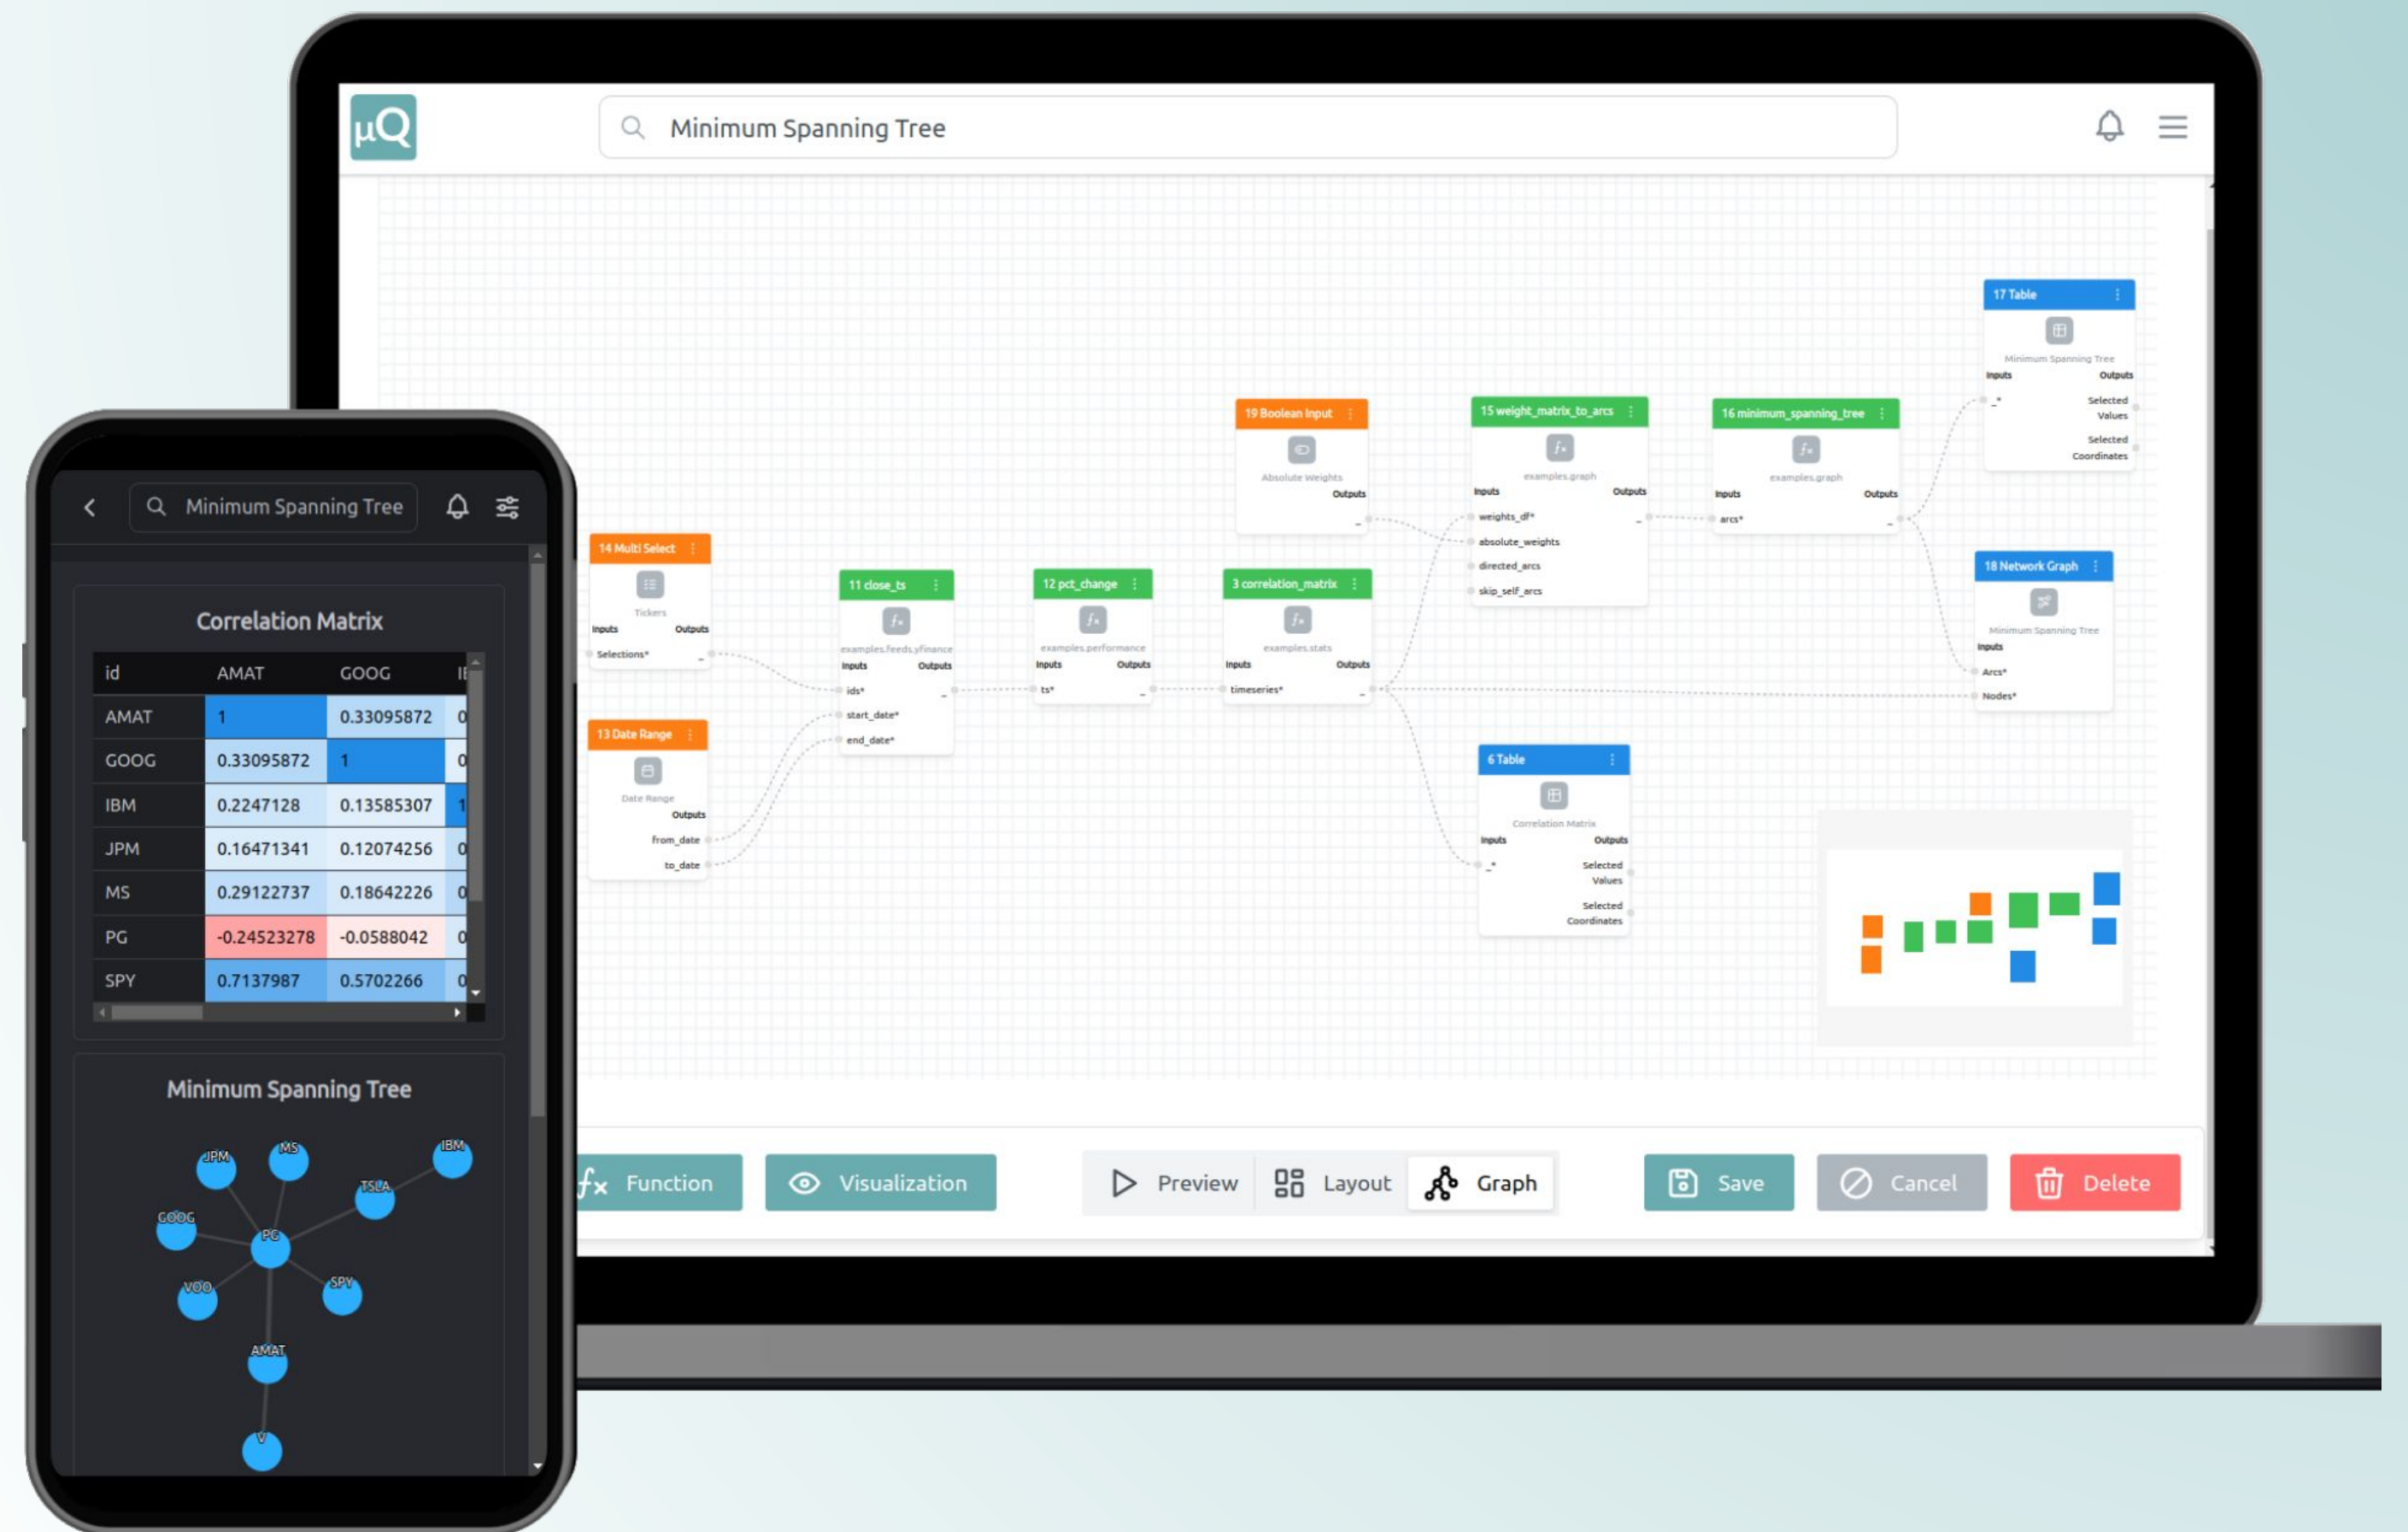 µQ
Minimum Spanning Tree
17 Table
Minimum Spanning Tree
Inputs Outputs
_* Selected
Values
Selected
Coordinates
19 Boolean Input
Absolute Weights
Outputs
_
15 weight_matrix_to_arcs
examples.graph
Inputs Outputs
weights_df* _
absolute_weights
directed_arcs
skip_self_arcs
16 minimum_spanning_tree
examples.graph
Inputs Outputs
arcs* _
14 Multi Select
Tickers
Inputs Outputs
Selections* _
11 close_ts
examples.feeds.yfinance
Inputs Outputs
ids* _
start_date*
end_date*
12 pct_change
examples.performance
Inputs Outputs
ts* _
3 correlation_matrix
examples.stats
Inputs Outputs
timeseries* _
18 Network Graph
Minimum Spanning Tree
Inputs
Arcs*
Nodes*
13 Date Range
Date Range
Outputs
from_date
to_date
6 Table
Correlation Matrix
Inputs Outputs
_* Selected
Values
Selected
Coordinates
fx Function
Visualization
Preview
Layout
Graph
Save
Cancel
Delete
Minimum Spanning Tree
Correlation Matrix
id AMAT GOOG
AMAT 1 0.33095872 0
GOOG 0.33095872 1 0
IBM 0.2247128 0.13585307 1
JPM 0.16471341 0.12074256 0
MS 0.29122737 0.18642226 0
PG -0.24523278 -0.0588042 0
SPY 0.7137987 0.5702266 0
Minimum Spanning Tree
JPM
MS
IBM
TSLA
GOOG
PG
VOO
SPY
AMAT
V